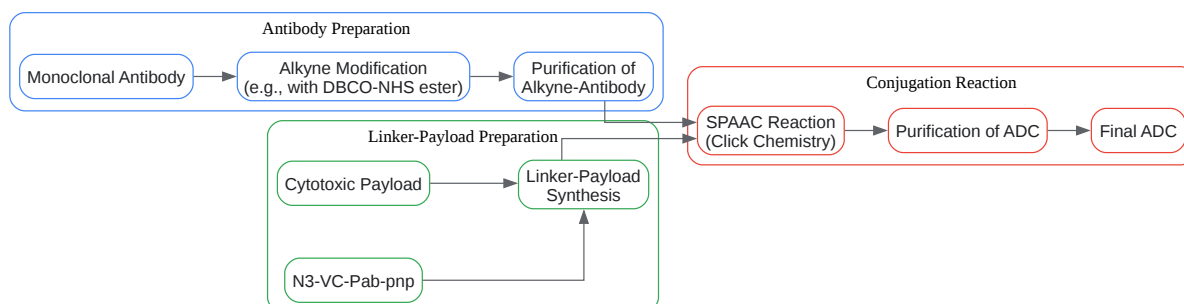 Antibody Preparation
Monoclonal Antibody
Alkyne Modification
(e.g., with DBCO-NHS ester)
Purification of
Alkyne-Antibody
Linker-Payload Preparation
Cytotoxic Payload
Linker-Payload
Synthesis
N3-VC-Pab-pnp
Conjugation Reaction
SPAAC Reaction
(Click Chemistry)
Purification of ADC
Final ADC